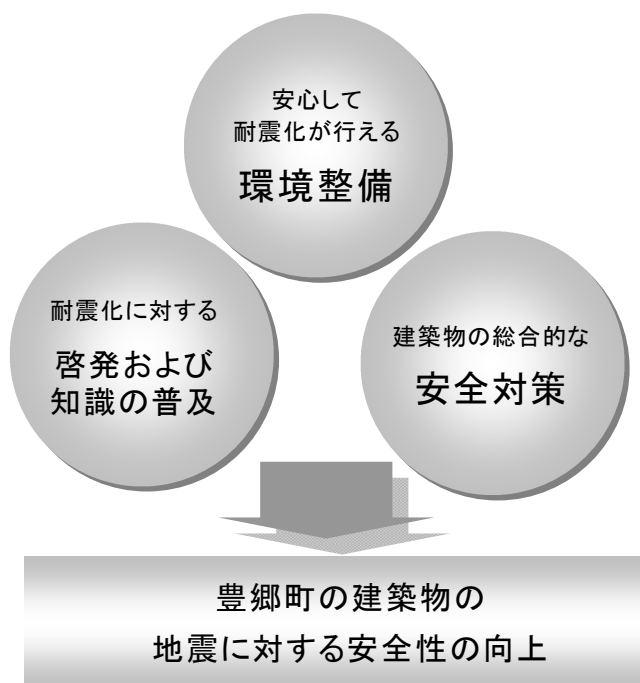 安心して
耐震化が行える
環境整備
耐震化に対する
啓発および
知識の普及
建築物の総合的な
安全対策
豊郷町の建築物の
地震に対する安全性の向上